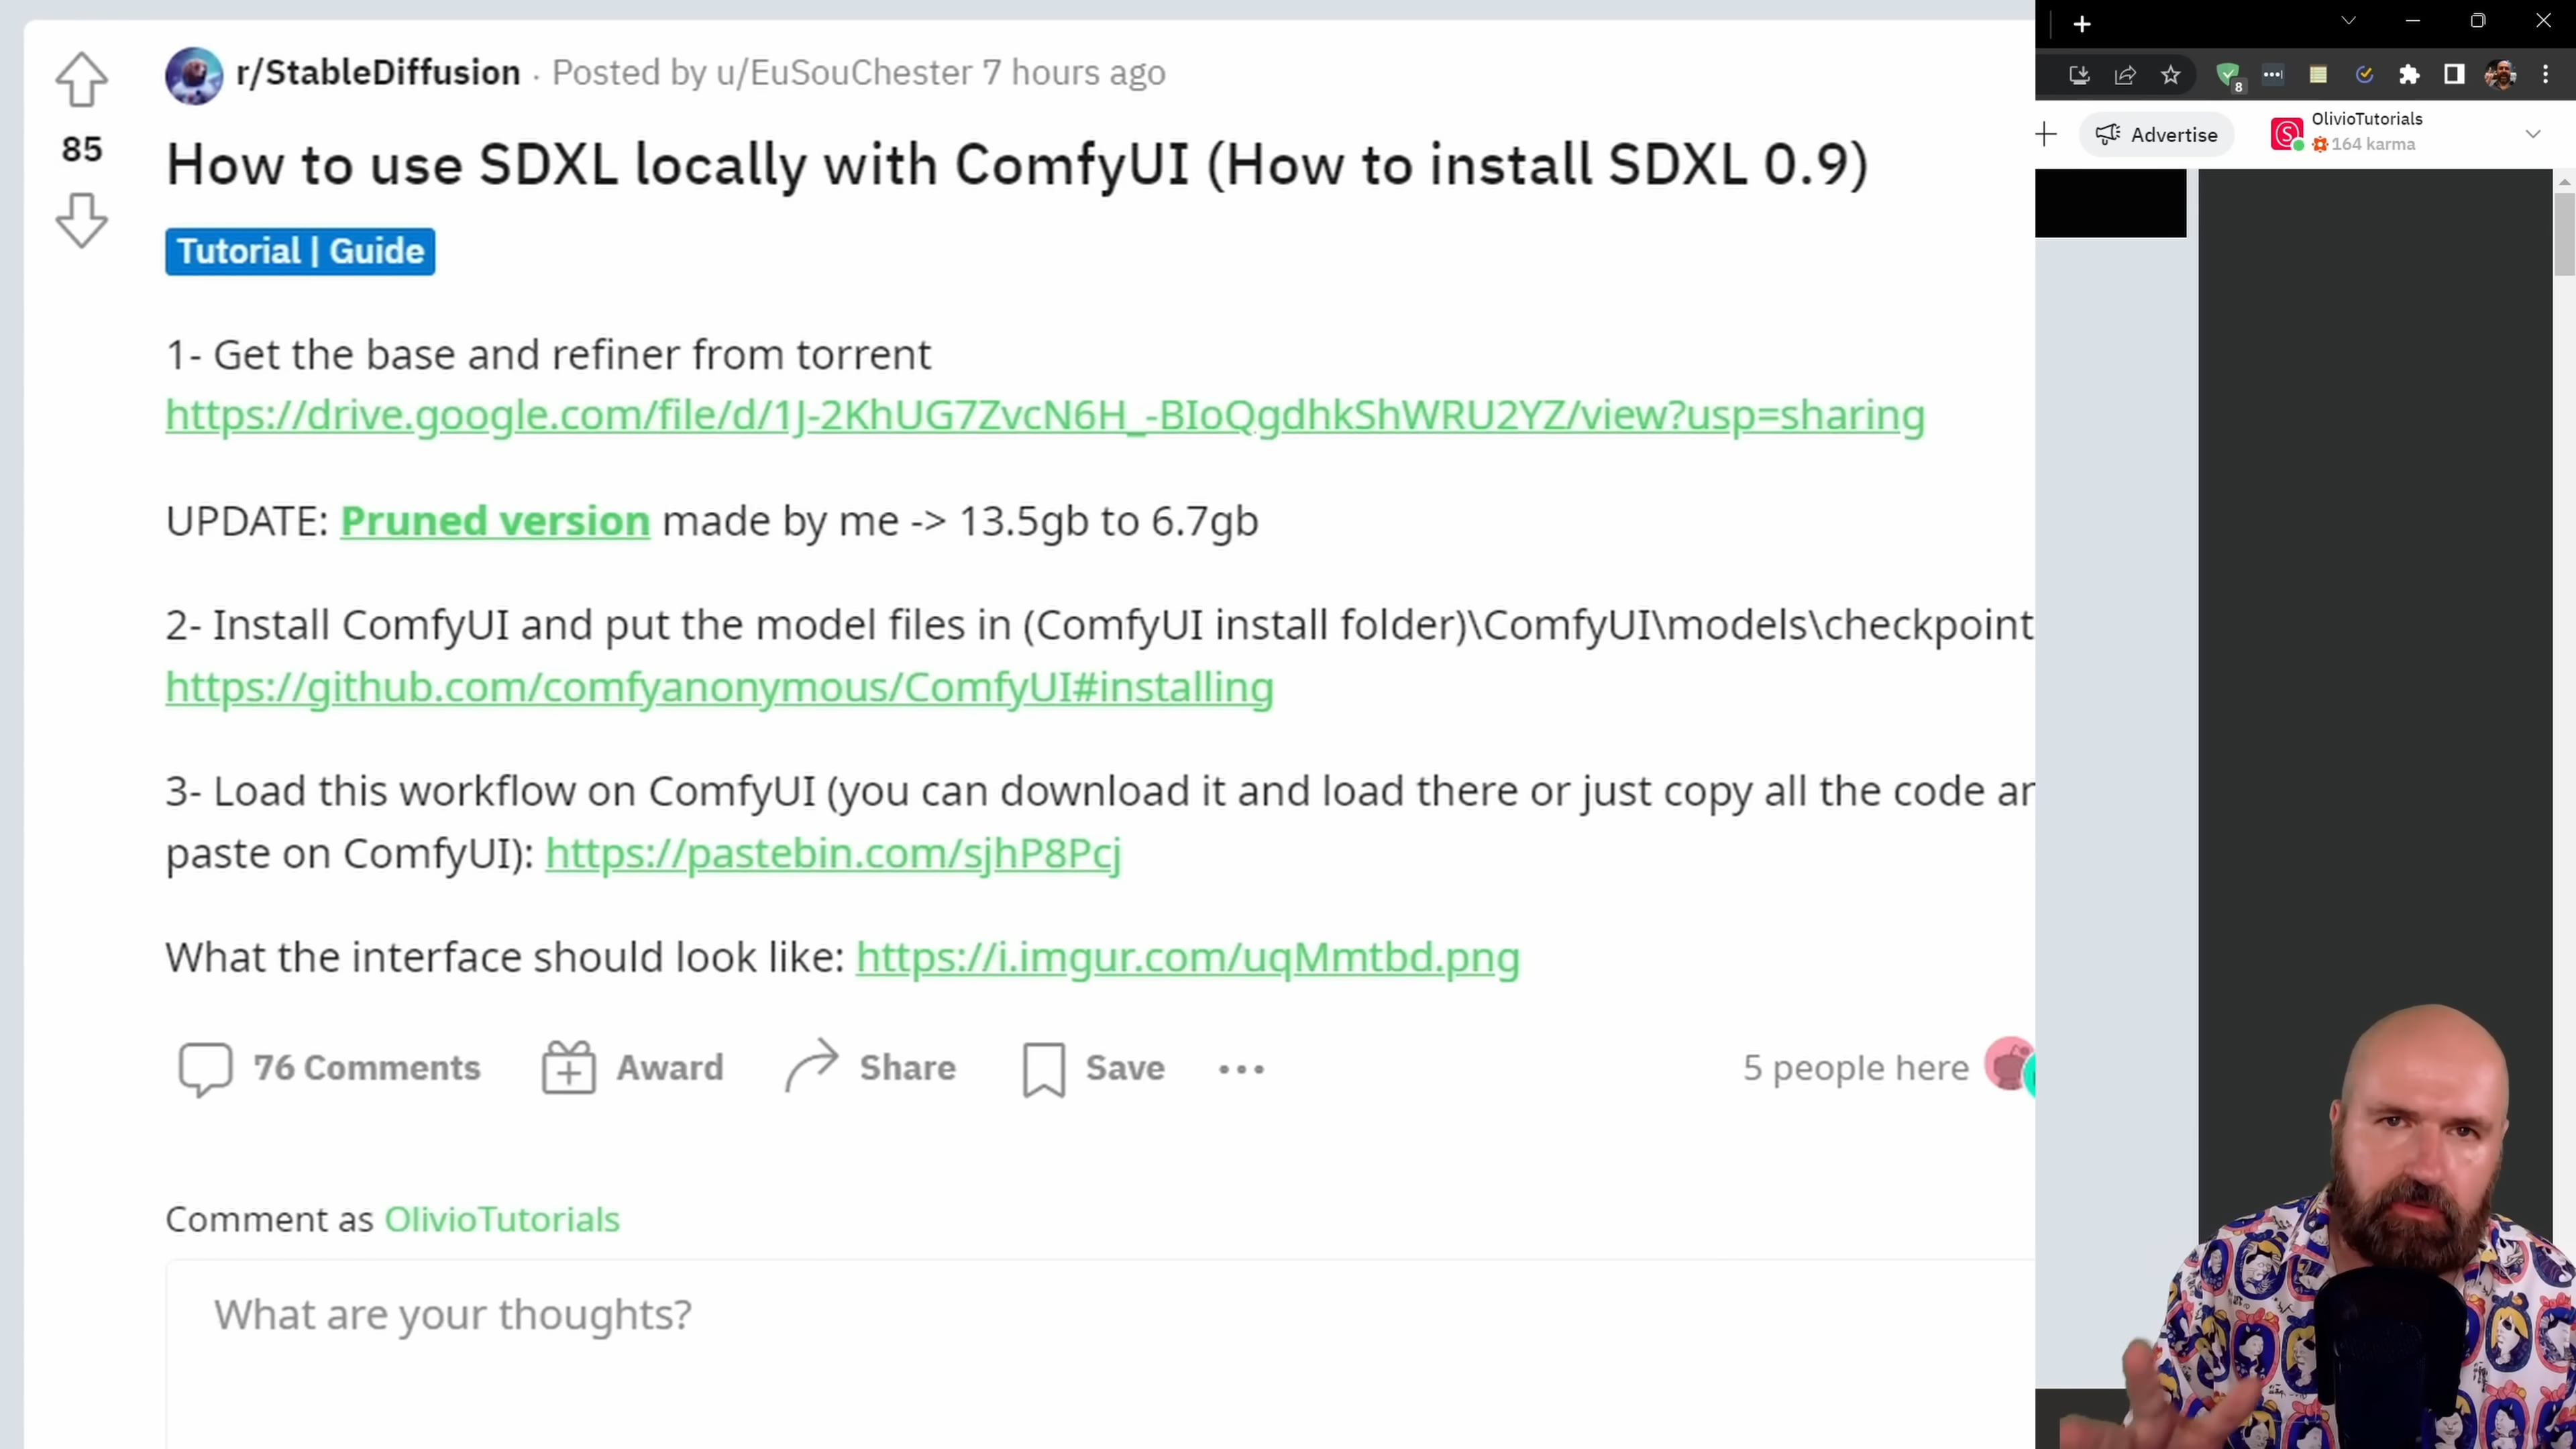 r/StableDiffusion · Posted by u/EuSouChester 7 hours ago
85
How to use SDXL locally with ComfyUI (How to install SDXL 0.9)
Tutorial | Guide
1- Get the base and refiner from torrent
https://drive.google.com/file/d/1J-2KhUG7ZvcN6H_-BIoQgdhkShWRU2YZ/view?usp=sharing
UPDATE: Pruned version made by me -> 13.5gb to 6.7gb
2- Install ComfyUI and put the model files in (ComfyUI install folder)\ComfyUI\models\checkpoint
https://github.com/comfyanonymous/ComfyUI#installing
3- Load this workflow on ComfyUI (you can download it and load there or just copy all the code
paste on ComfyUI): https://pastebin.com/sjhP8Pcj
What the interface should look like: https://i.imgur.com/uqMmtbd.png
76 Comments Award Share Save ...
5 people here
Comment as OlivioTutorials
What are your thoughts?
8
Advertise
OlivioTutorials
164 karma